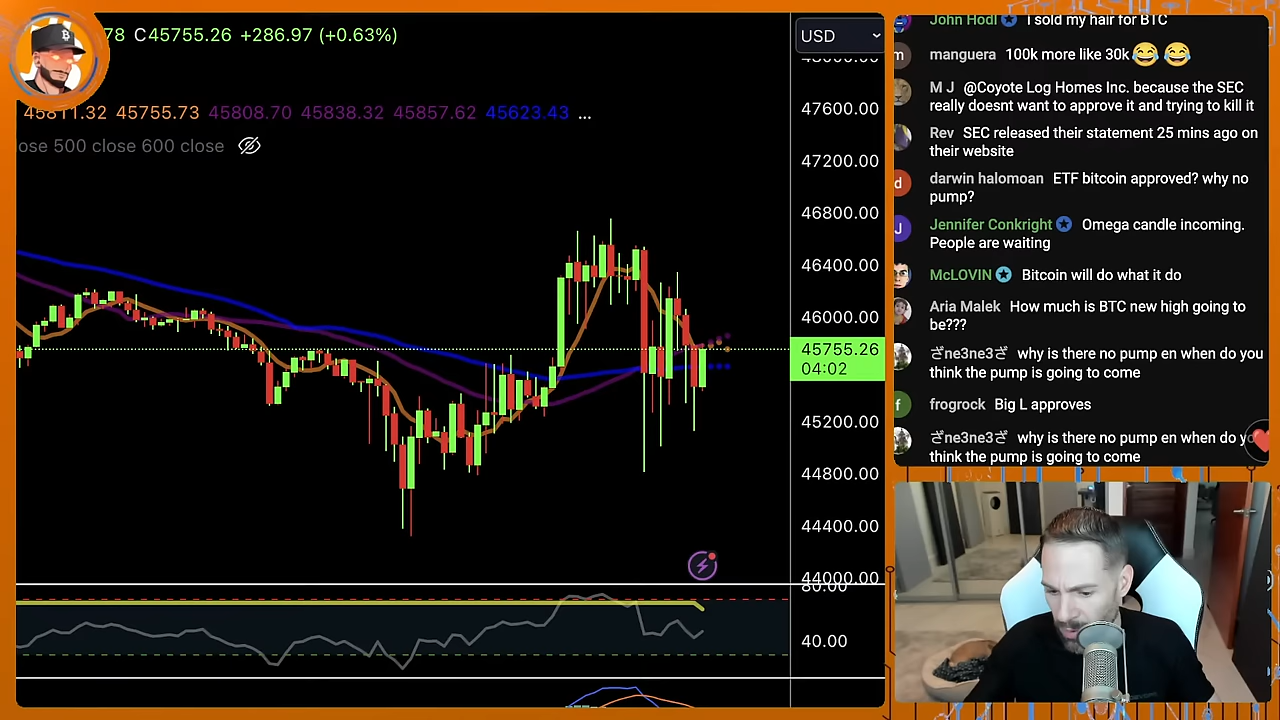 78 C45755.26 +286.97 (+0.63%)
45811.32 45755.73 45808.70 45838.32 45857.62 45623.43 ...
ose 500 close 600 close
USD
48000.00
47600.00
47200.00
46800.00
46400.00
46000.00
45755.26
04:02
45200.00
44800.00
44400.00
44000.00
80.00
40.00
John Hodl I sold my hair for BTC
m manguera 100k more like 30k😂 😂
M J @Coyote Log Homes Inc. because the SEC
really doesnt want to approve it and trying to kill it
Rev SEC released their statement 25 mins ago on
their website
d darwin halomoan ETF bitcoin approved? why no
pump?
J Jennifer Conkright Omega candle incoming.
People are waiting
McLOVIN Bitcoin will do what it do
Aria Malek How much is BTC new high going to
be???
ざne3ne3ざ why is there no pump en when do you
think the pump is going to come
f frogrock Big L approves
ざne3ne3ざ why is there no pump en when do yo
think the pump is going to come